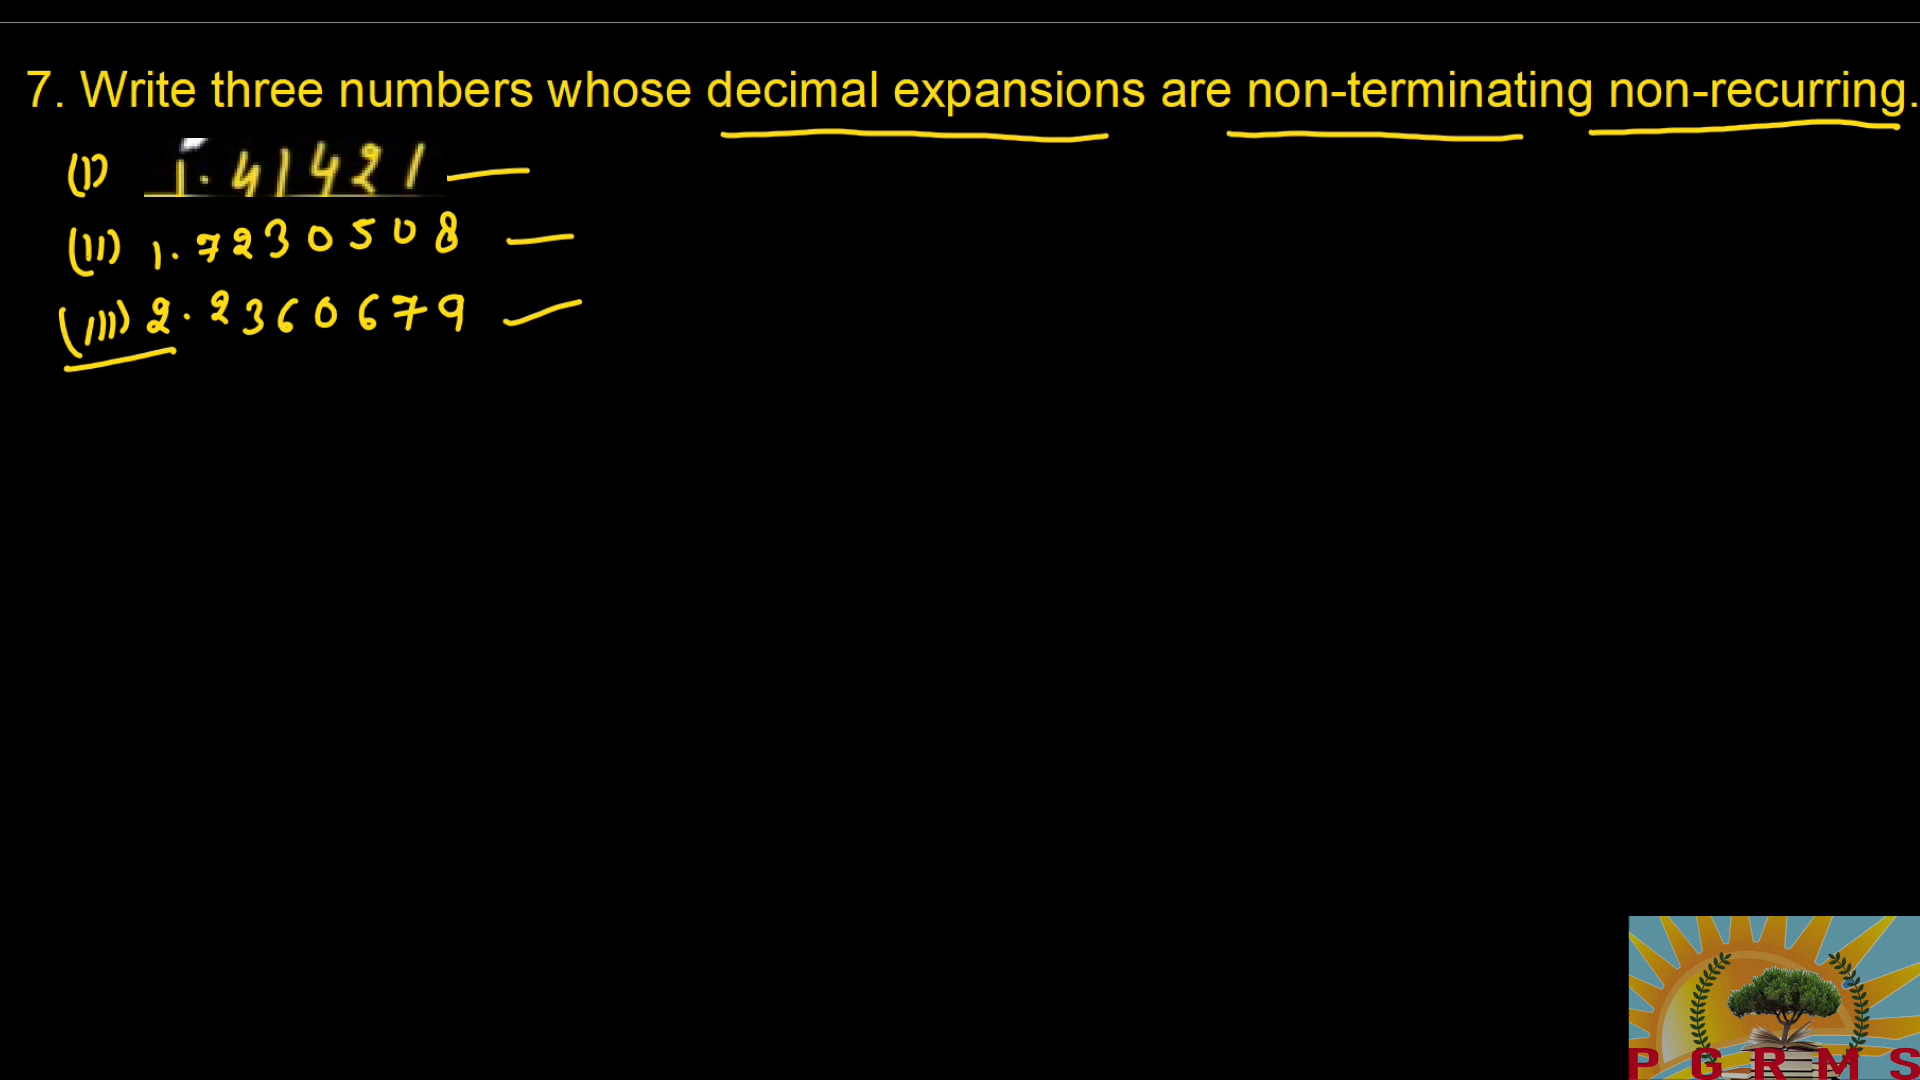 7. Write three numbers whose decimal expansions are non-terminating non-recurring.
(I) 1.41421 —
(II) 1.7230508 —
(III) 2.2360679 —
P G R M S